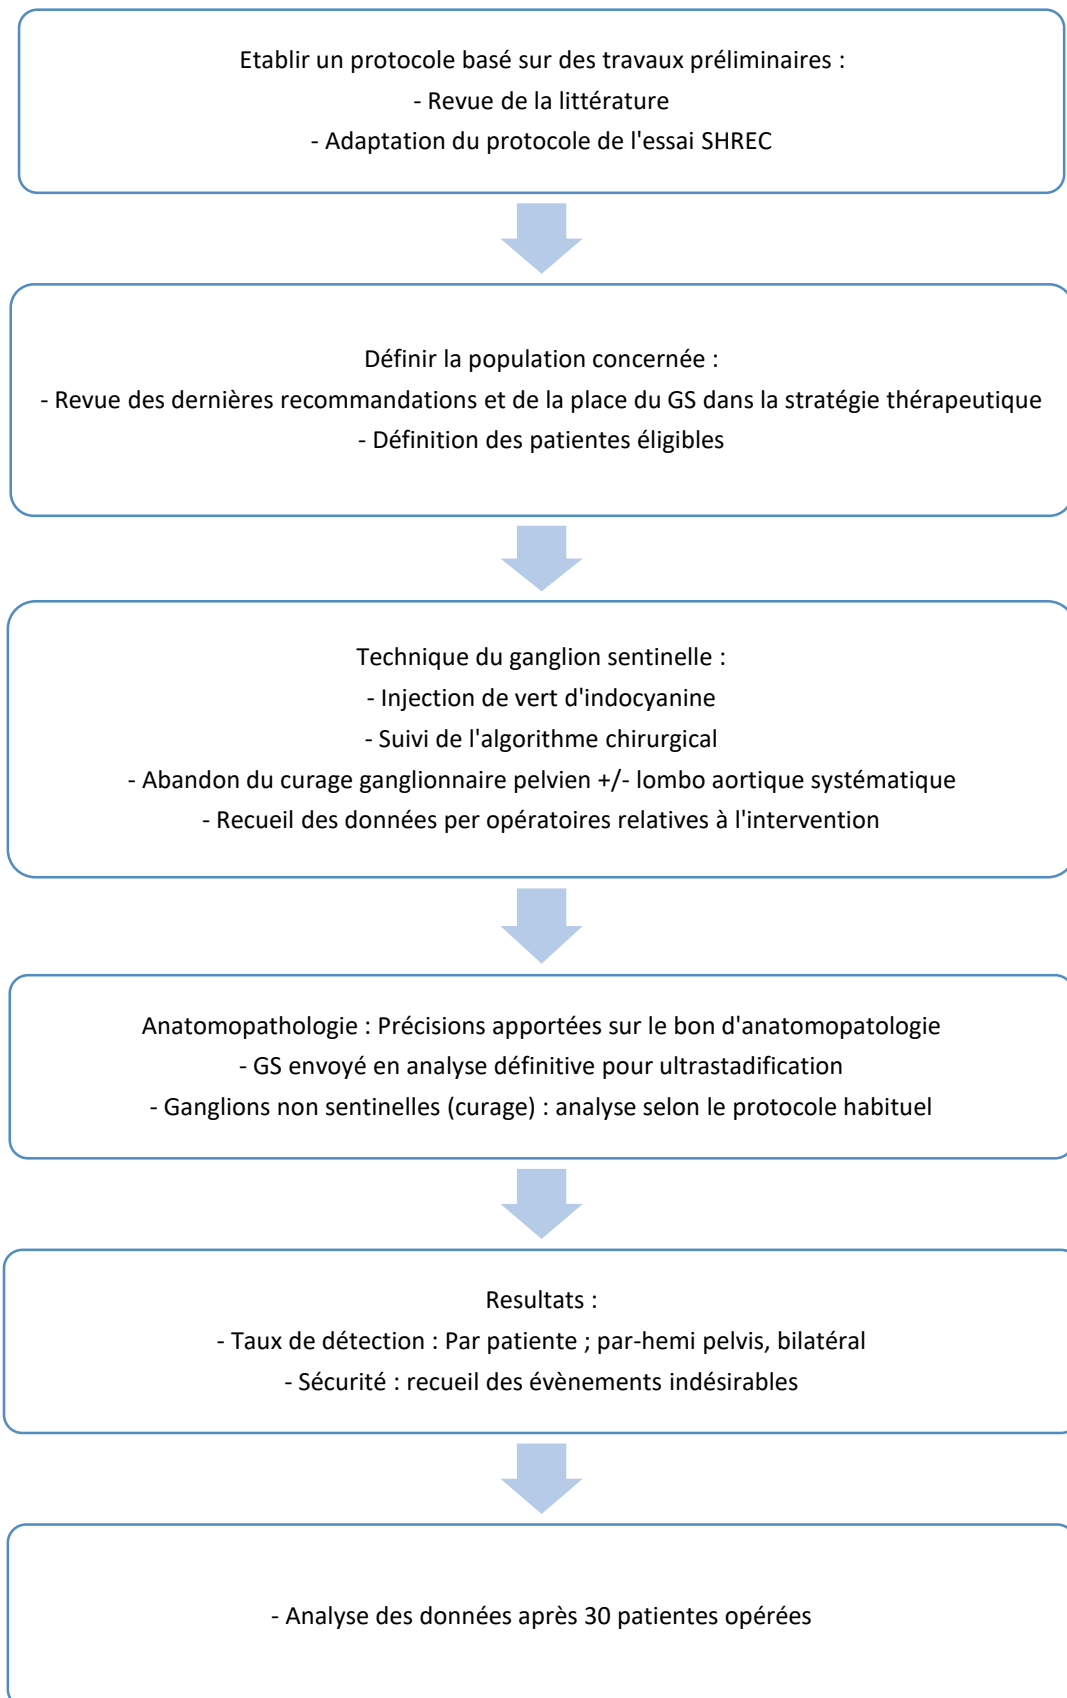 Etablir un protocole basé sur des travaux préliminaires :
- Revue de la littérature
- Adaptation du protocole de l'essai SHREC
Définir la population concernée :
- Revue des dernières recommandations et de la place du GS dans la stratégie thérapeutique
- Définition des patientes éligibles
Technique du ganglion sentinelle :
- Injection de vert d'indocyanine
- Suivi de l'algorithme chirurgical
- Abandon du curage ganglionnaire pelvien +/- lombo aortique systématique
- Recueil des données per opératoires relatives à l'intervention
Anatomopathologie : Précisions apportées sur le bon d'anatomopatologie
- GS envoyé en analyse définitive pour ultrastadification
- Ganglions non sentinelles (curage) : analyse selon le protocole habituel
Resultats :
- Taux de détection : Par patiente ; par-hemi pelvis, bilatéral
- Sécurité : recueil des évènements indésirables
- Analyse des données après 30 patientes opérées